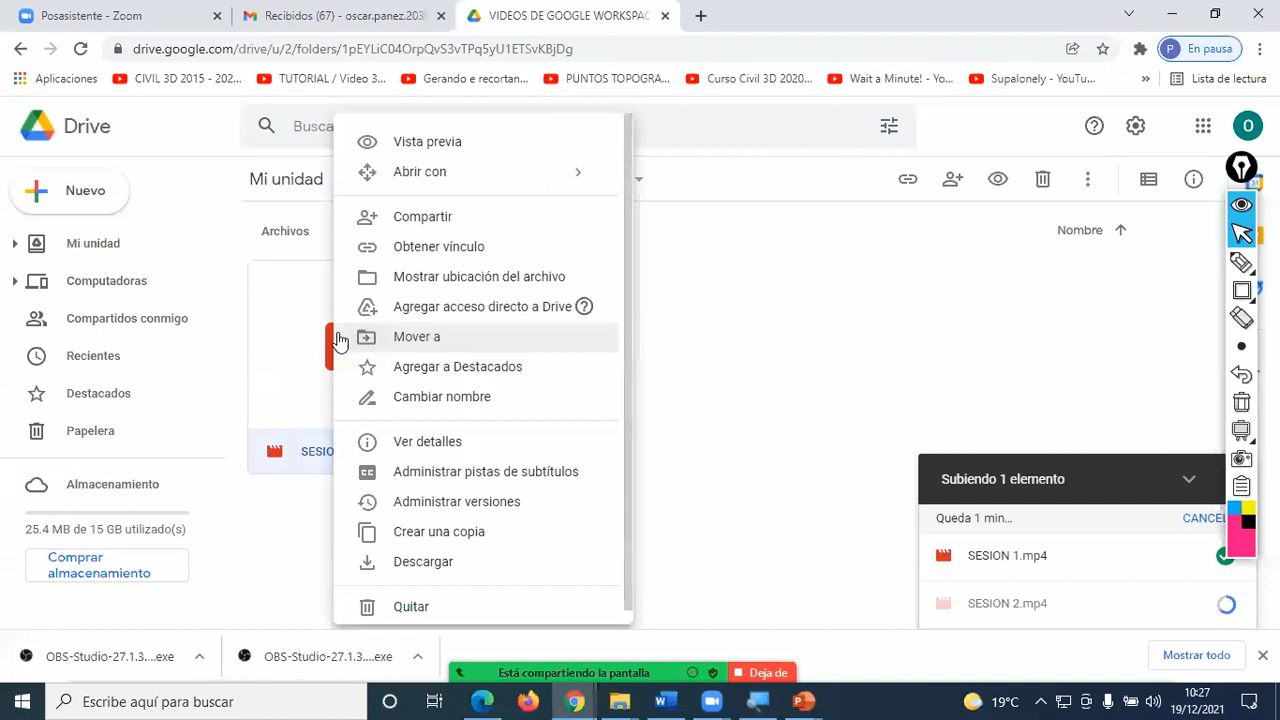 Posasistente - Zoom
Recibidos (67) - oscar.panez.203
VIDEOS DE GOOGLE WORKSPAC
drive.google.com/drive/u/2/folders/1pEYLiC04OrpQvS3vTPq5yU1ETSvKBjDg
P
En pausa
Aplicaciones
CIVIL 3D 2015 - 202...
TUTORIAL / Video 3...
Gerando e recortan...
PUNTOS TOPOGRA...
Curso Civil 3D 2020...
Wait a Minute! - Yo...
Supalonely - YouTu...
»
Lista de lectura
Drive
Busca
O
Nuevo
Mi unidad
Archivos
Nombre
Mi unidad
Computadoras
Compartidos conmigo
Recientes
Destacados
Papelera
Almacenamiento
25.4 MB de 15 GB utilizado(s)
Comprar
almacenamiento
SESIO
Vista previa
Abrir con
Compartir
Obtener vínculo
Mostrar ubicación del archivo
Agregar acceso directo a Drive
Mover a
Agregar a Destacados
Cambiar nombre
Ver detalles
Administrar pistas de subtítulos
Administrar versiones
Crear una copia
Descargar
Quitar
Subiendo 1 elemento
Queda 1 min...
CANCEL
SESION 1.mp4
SESION 2.mp4
OBS-Studio-27.1.3....exe
OBS-Studio-27.1.3....exe
Mostrar todo
Está compartiendo la pantalla
Deja de
Escribe aquí para buscar
19°C
10:27
19/12/2021